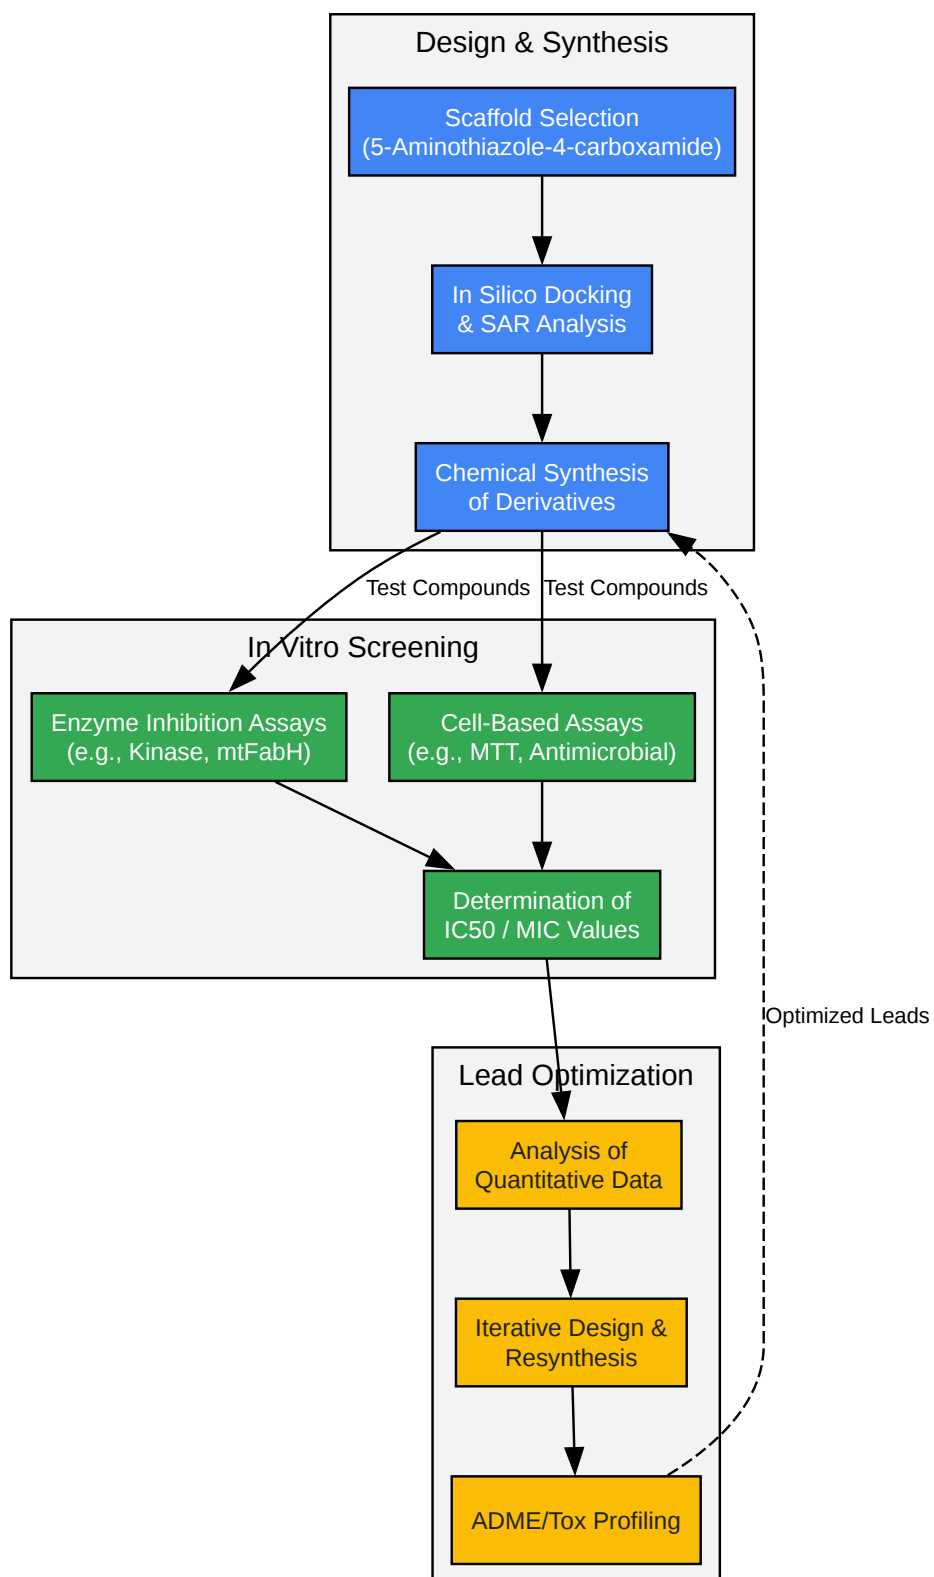 Design & Synthesis
Scaffold Selection
(5-Aminothiazole-4-carboxamide)
In Silico Docking
& SAR Analysis
Chemical Synthesis
of Derivatives
Test Compounds
Test Compounds
In Vitro Screening
Enzyme Inhibition Assays
(e.g., Kinase, mtFabH)
Cell-Based Assays
(e.g., MTT, Antimicrobial)
Determination of
IC50 / MIC Values
Optimized Leads
Lead Optimization
Analysis of
Quantitative Data
Iterative Design &
Resynthesis
ADME/Tox Profiling